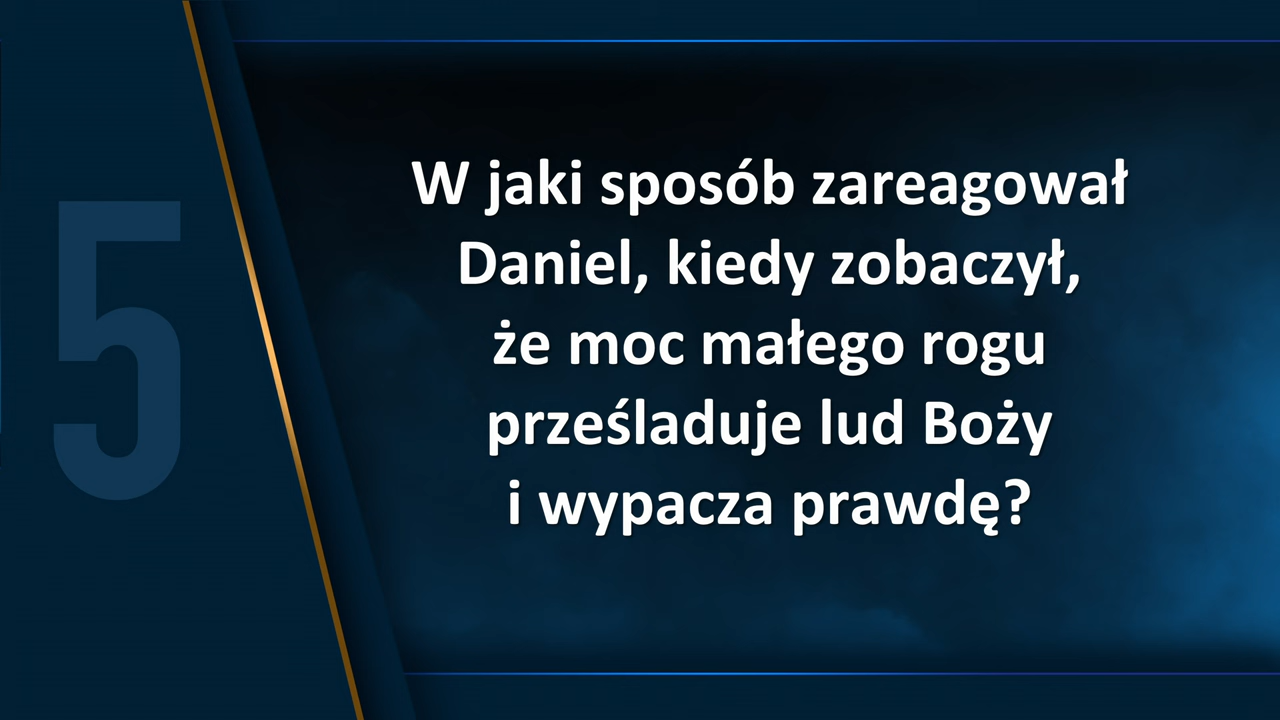 5
W jaki sposób zareagował
Daniel, kiedy zobaczył,
że moc małego rogu
prześladuje lud Boży
i wypacza prawdę?